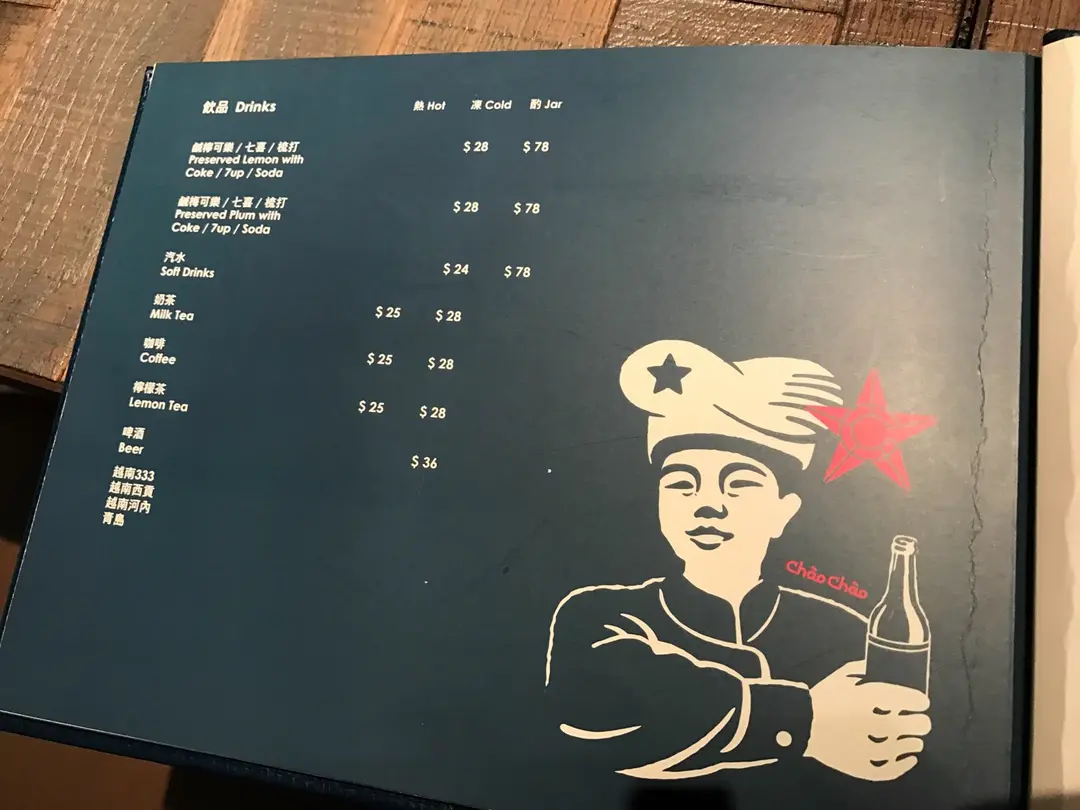 飲品 Drinks 熱 Hot 凍 Cold 酌 Jar
鹹檸可樂 / 七喜 / 梳打 $ 28 $ 78
Preserved Lemon with
Coke / 7up / Soda
鹹梅可樂 / 七喜 / 梳打
Preserved Plum with $ 28 $ 78
Coke / 7up / Soda
汽水
Soft Drinks $ 24 $ 78
奶茶
Milk Tea $ 25 $ 28
咖啡
Coffee $ 25 $ 28
檸檬茶
Lemon Tea $ 25 $ 28
啤酒
Beer $ 36
越南333
越南西貢
越南河內
青島
Chảo Chảo